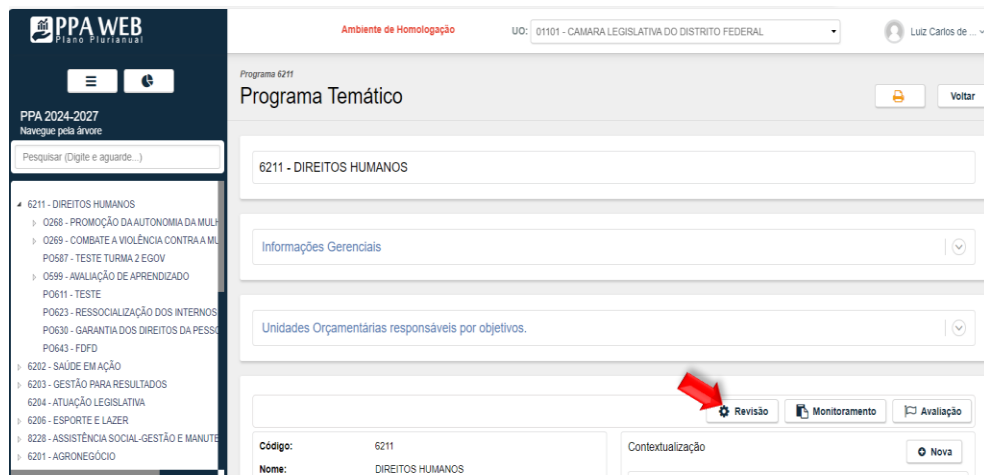 PPA WEB
Plano Plurianual
Ambiente de Homologação
UO: 01101 - CAMARA LEGISLATIVA DO DISTRITO FEDERAL
Luiz Carlos de ...
PPA 2024-2027
Navegue pela árvore
Pesquisar (Digite e aguarde...)
6211 - DIREITOS HUMANOS
O268 - PROMOÇÃO DA AUTONOMIA DA MULH
O269 - COMBATE A VIOLÊNCIA CONTRA A MU
PO587 - TESTE TURMA 2 EGOV
O599 - AVALIAÇÃO DE APRENDIZADO
PO611 - TESTE
PO623 - RESSOCIALIZAÇÃO DOS INTERNOS
PO630 - GARANTIA DOS DIREITOS DA PESSO
PO643 - FDFD
6202 - SAÚDE EM AÇÃO
6203 - GESTÃO PARA RESULTADOS
6204 - ATUAÇÃO LEGISLATIVA
6206 - ESPORTE E LAZER
8228 - ASSISTÊNCIA SOCIAL-GESTÃO E MANUTE
6201 - AGRONEGÓCIO
Programa 6211
Programa Temático
Voltar
6211 - DIREITOS HUMANOS
Informações Gerenciais
Unidades Orçamentárias responsáveis por objetivos.
Revisão Monitoramento Avaliação
Código: 6211
Nome: DIREITOS HUMANOS
Contextualização
Nova